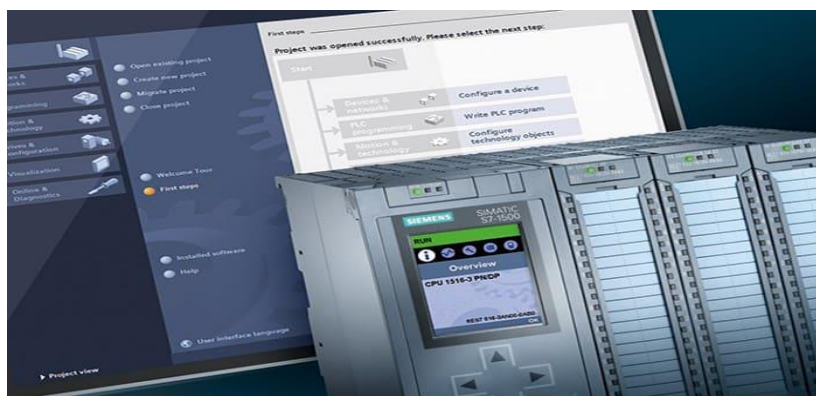 First steps
Project was opened successfully. Please select the next step:
Start
Devices &
networks
Configure a device
PLC
programming
Write PLC program
Motion &
technology
Configure
technology objects
Open existing project
Create new project
Migrate project
Close project
Welcome Tour
First steps
Installed software
Help
User interface language
Visualization
Online &
Diagnostics
Project view
SIEMENS
SIMATIC
S7-1500
RUN
Overview
CPU 1516-3 PN/DP
OK